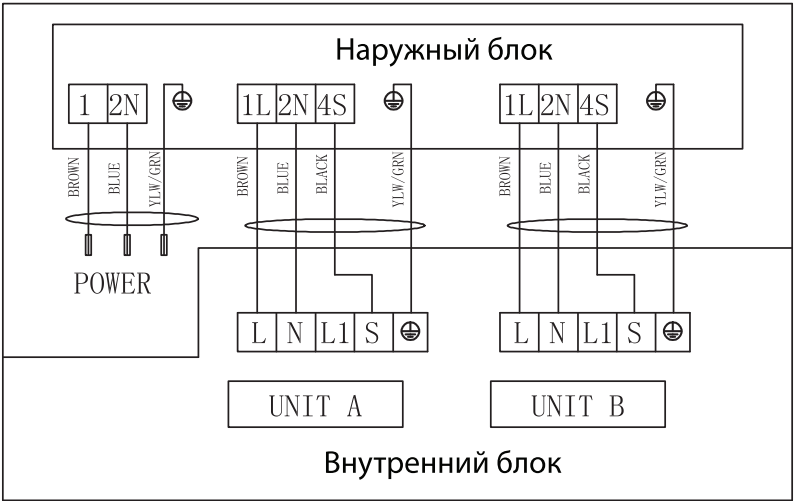 Наружный блок
1 2N 1L 2N 4S 1L 2N 4S
BROWN BLUE YLW/GRN BROWN BLUE BLACK YLW/GRN BROWN BLUE BLACK YLW/GRN
POWER
L N L1 S L N L1 S
UNIT A UNIT B
Внутренний блок